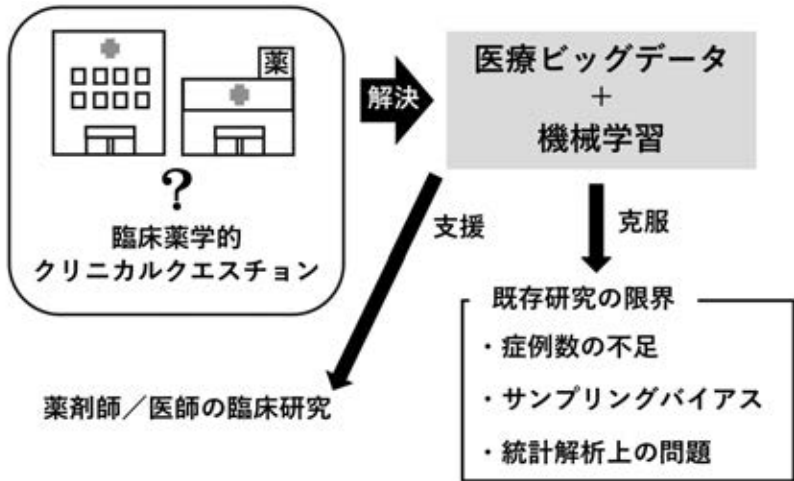 薬
?
臨床薬学的
クリニカルクエスチョン
解決
医療ビッグデータ
+
機械学習
支援
克服
薬剤師／医師の臨床研究
既存研究の限界
・症例数の不足
・サンプリングバイアス
・統計解析上の問題